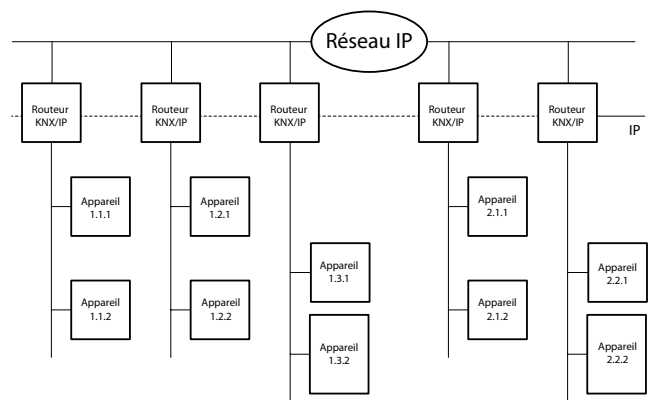 Réseau IP
Routeur
KNX/IP
Routeur
KNX/IP
Routeur
KNX/IP
Routeur
KNX/IP
Routeur
KNX/IP
IP
Appareil
1.1.1
Appareil
1.2.1
Appareil
2.1.1
Appareil
1.3.1
Appareil
2.2.1
Appareil
1.1.2
Appareil
1.2.2
Appareil
2.1.2
Appareil
1.3.2
Appareil
2.2.2